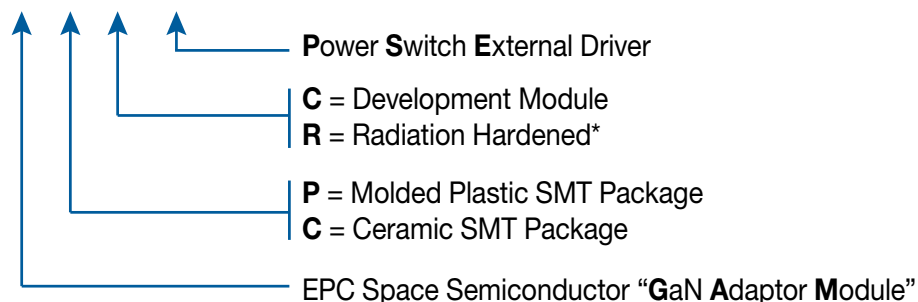 Power Switch External Driver
C = Development Module
R = Radiation Hardened*
P = Molded Plastic SMT Package
C = Ceramic SMT Package
EPC Space Semiconductor “GaN Adaptor Module”